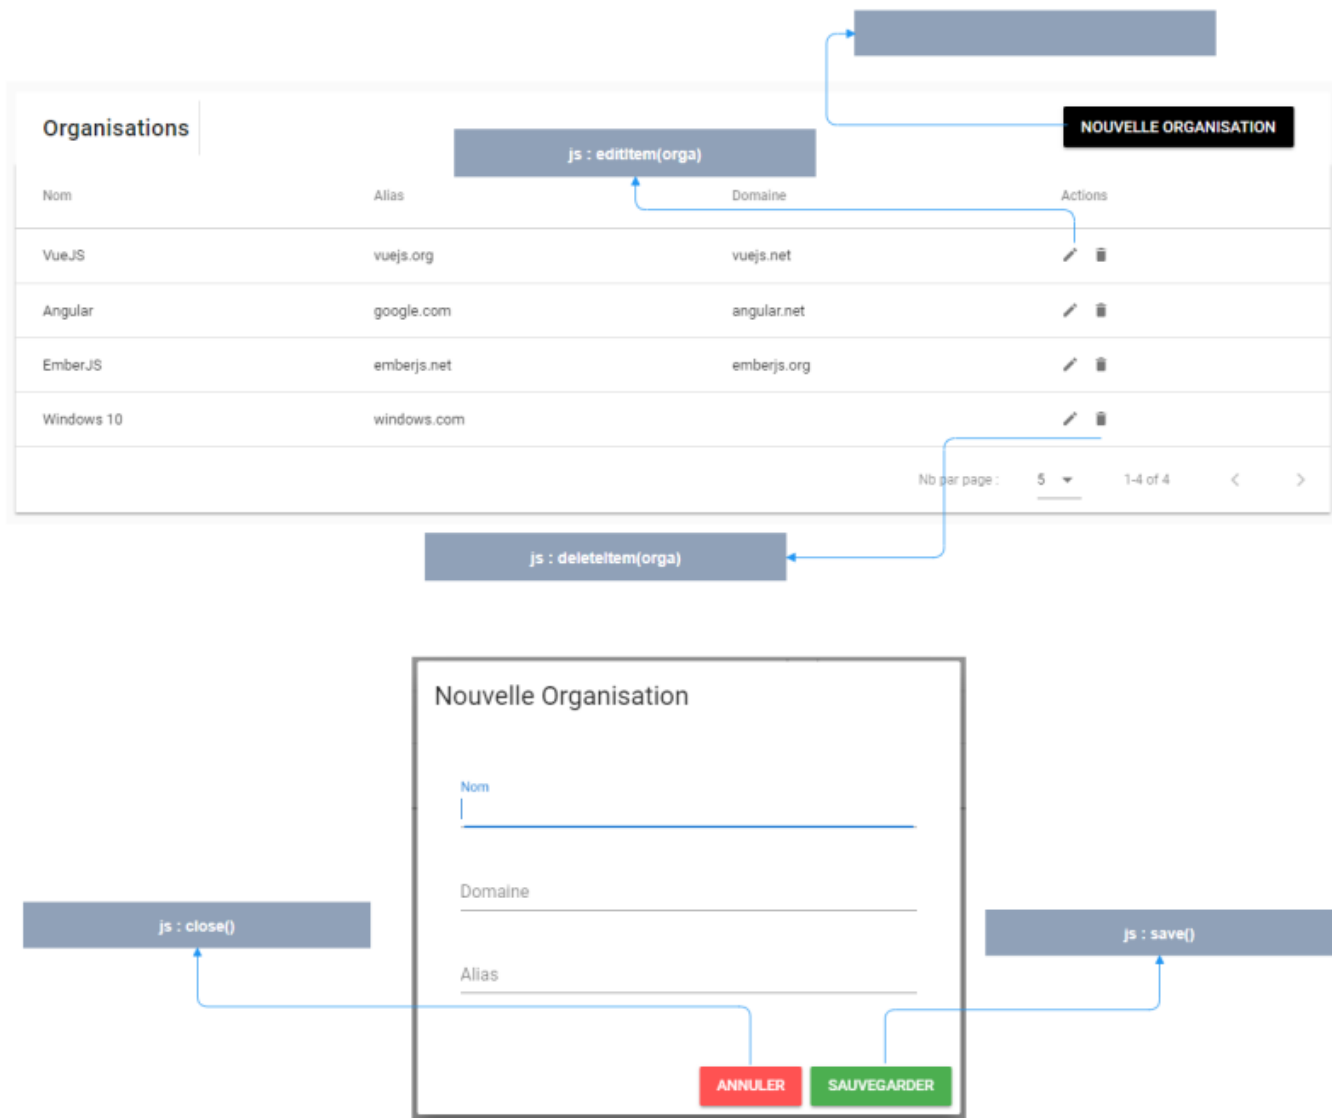 Organisations
NOUVELLE ORGANISATION
js : editItem(orga)
Nom Alias Domaine Actions
VueJS vuejs.org vuejs.net
Angular google.com angular.net
EmberJS emberjs.net emberjs.org
Windows 10 windows.com
Nb par page : 5 1-4 of 4
js : deleteItem(orga)
Nouvelle Organisation
Nom
Domaine
js : close()
js : save()
Alias
ANNULER SAUVEGARDER